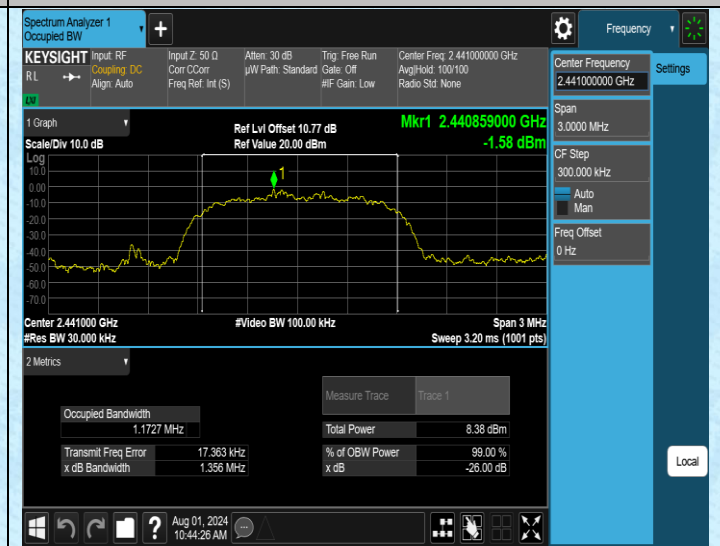 Spectrum Analyzer 1
Occupied BW
Frequency
KEYSIGHT
R L
LXI
Input: RF
Coupling: DC
Align: Auto
Input Z: 50 Ω
Corr CCorr
Freq Ref: Int (S)
Atten: 30 dB
µW Path: Standard
Trig: Free Run
Gate: Off
#IF Gain: Low
Center Freq: 2.441000000 GHz
Avg|Hold: 100/100
Radio Std: None
Center Frequency
2.441000000 GHz
Settings
Span
3.0000 MHz
CF Step
300.000 kHz
Auto
Man
Freq Offset
0 Hz
1 Graph
Scale/Div 10.0 dB
Ref Lvl Offset 10.77 dB
Ref Value 20.00 dBm
Mkr1 2.440859000 GHz
-1.58 dBm
Log
10.0
0.00
-10.0
-20.0
-30.0
-40.0
-50.0
-60.0
-70.0
1
Center 2.441000 GHz
#Res BW 30.000 kHz
#Video BW 100.00 kHz
Span 3 MHz
Sweep 3.20 ms (1001 pts)
2 Metrics
Measure Trace
Trace 1
Occupied Bandwidth
1.1727 MHz
Total Power
8.38 dBm
Transmit Freq Error
17.363 kHz
% of OBW Power
99.00 %
x dB Bandwidth
1.356 MHz
x dB
-26.00 dB
Local
?
Aug 01, 2024
10:44:26 AM